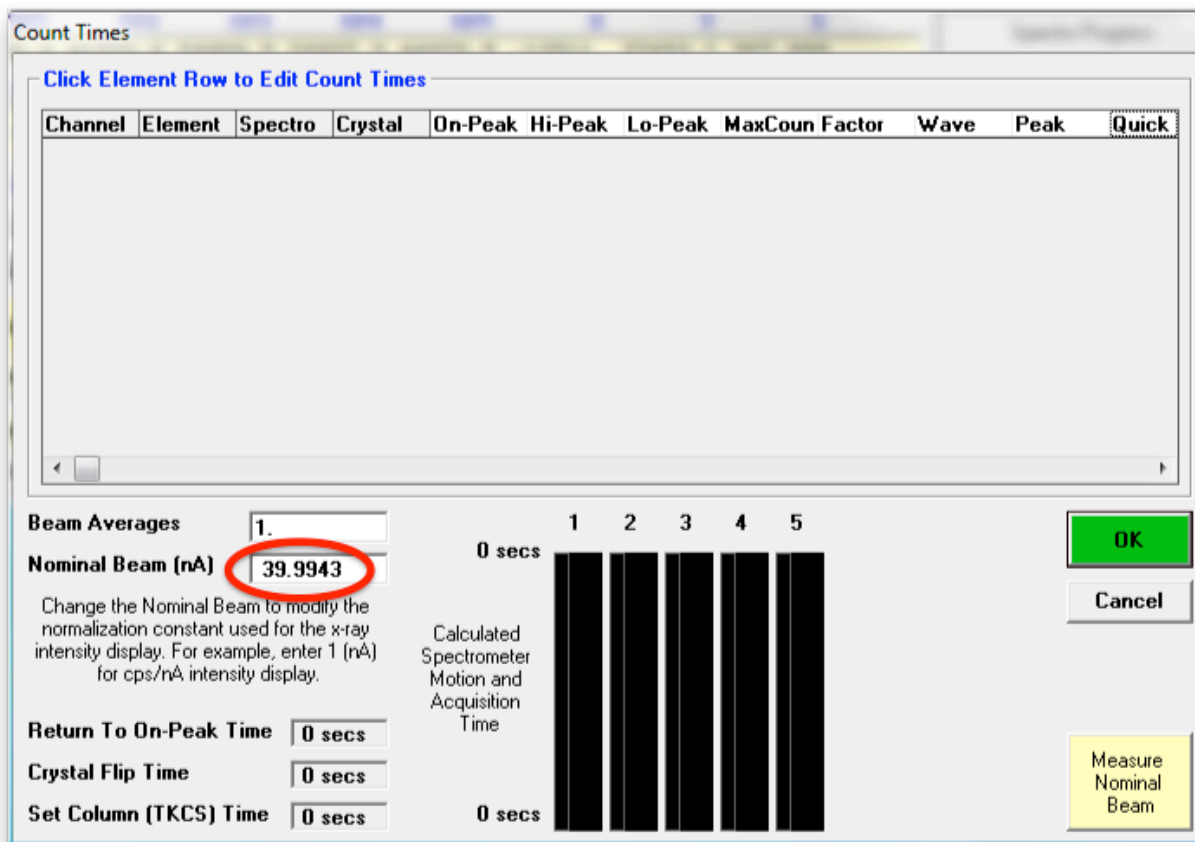 Count Times
Click Element Row to Edit Count Times
Channel Element Spectro Crystal On-Peak Hi-Peak Lo-Peak MaxCoun Factor Wave Peak Quick
Beam Averages 1.
Nominal Beam (nA) 39.9943
Change the Nominal Beam to modify the
normalization constant used for the x-ray
intensity display. For example, enter 1 (nA)
for cps/nA intensity display.
Return To On-Peak Time 0 secs
Crystal Flip Time 0 secs
Set Column (TKCS) Time 0 secs
1 2 3 4 5
0 secs
Calculated
Spectrometer
Motion and
Acquisition
Time
0 secs
OK
Cancel
Measure
Nominal
Beam